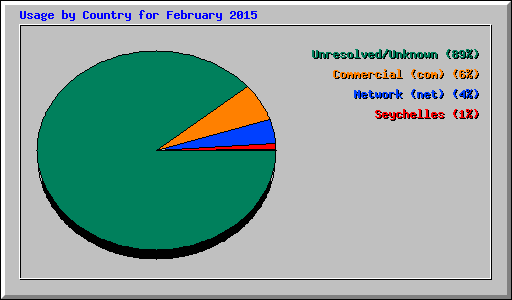 Usage by Country for February 2015
Unresolved/Unknown (89%)
Commercial (com) (6%)
Network (net) (4%)
Seychelles (1%)